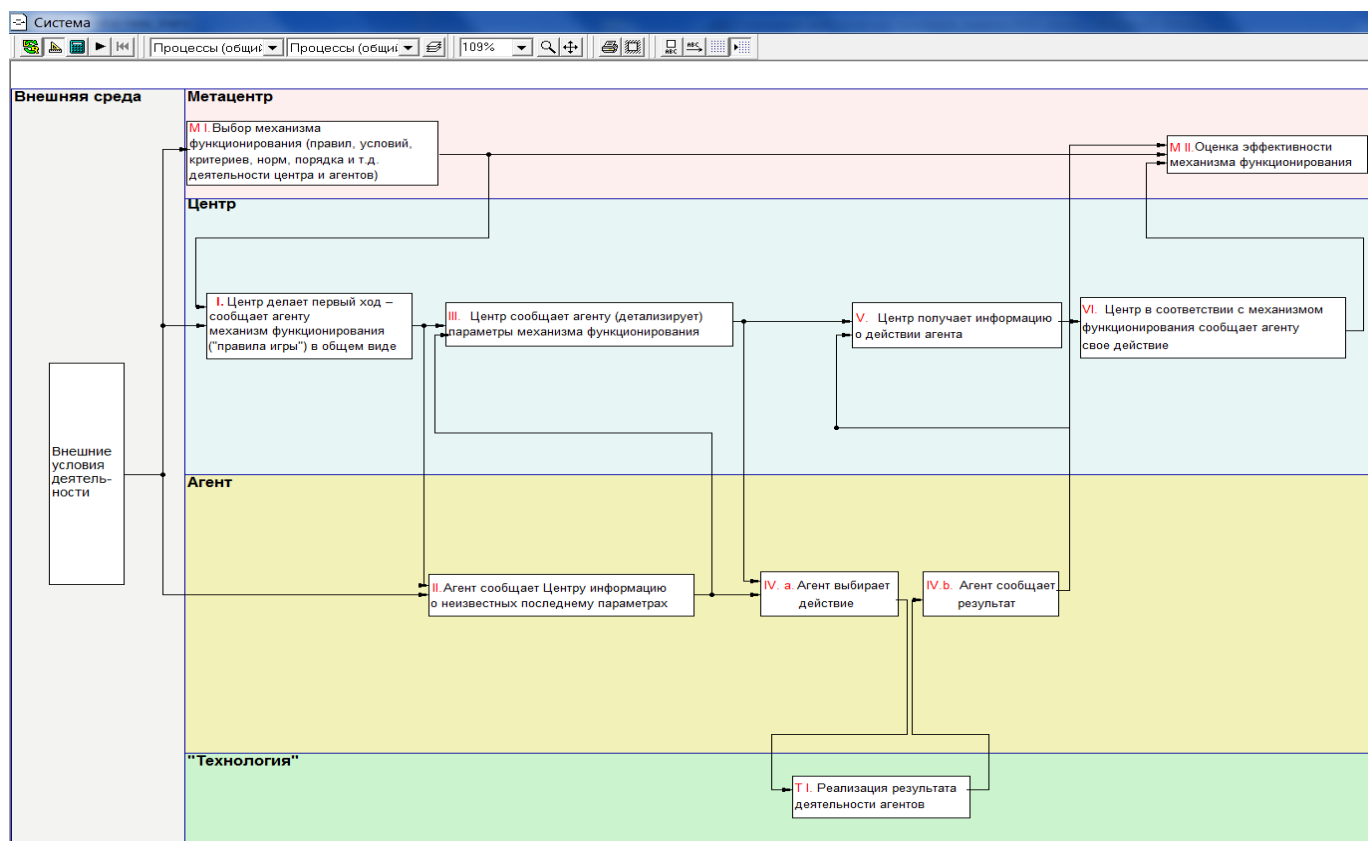 Система
Процессы (общиє
Процессы (общиє
109%
ABC
ABC
Внешняя среда
Метацентр
M I. Выбор механизма
функционирования (правил, условий,
критериев, норм, порядка и т.д.
деятельности центра и агентов)
M II. Оценка эффективности
механизма функционирования
Центр
I. Центр делает первый ход –
сообщает агенту
механизм функционирования
("правила игры") в общем виде
III. Центр сообщает агенту (детализирует)
параметры механизма функционирования
V. Центр получает информацию
о действии агента
VI. Центр в соответствии с механизмом
функционирования сообщает агенту
свое действие
Внешние
условия
деятель-
ности
Агент
II. Агент сообщает Центру информацию
о неизвестных последнему параметрах
IV. a. Агент выбирает
действие
IV.b. Агент сообщает
результат
"Технология"
T I. Реализация результата
деятельности агентов